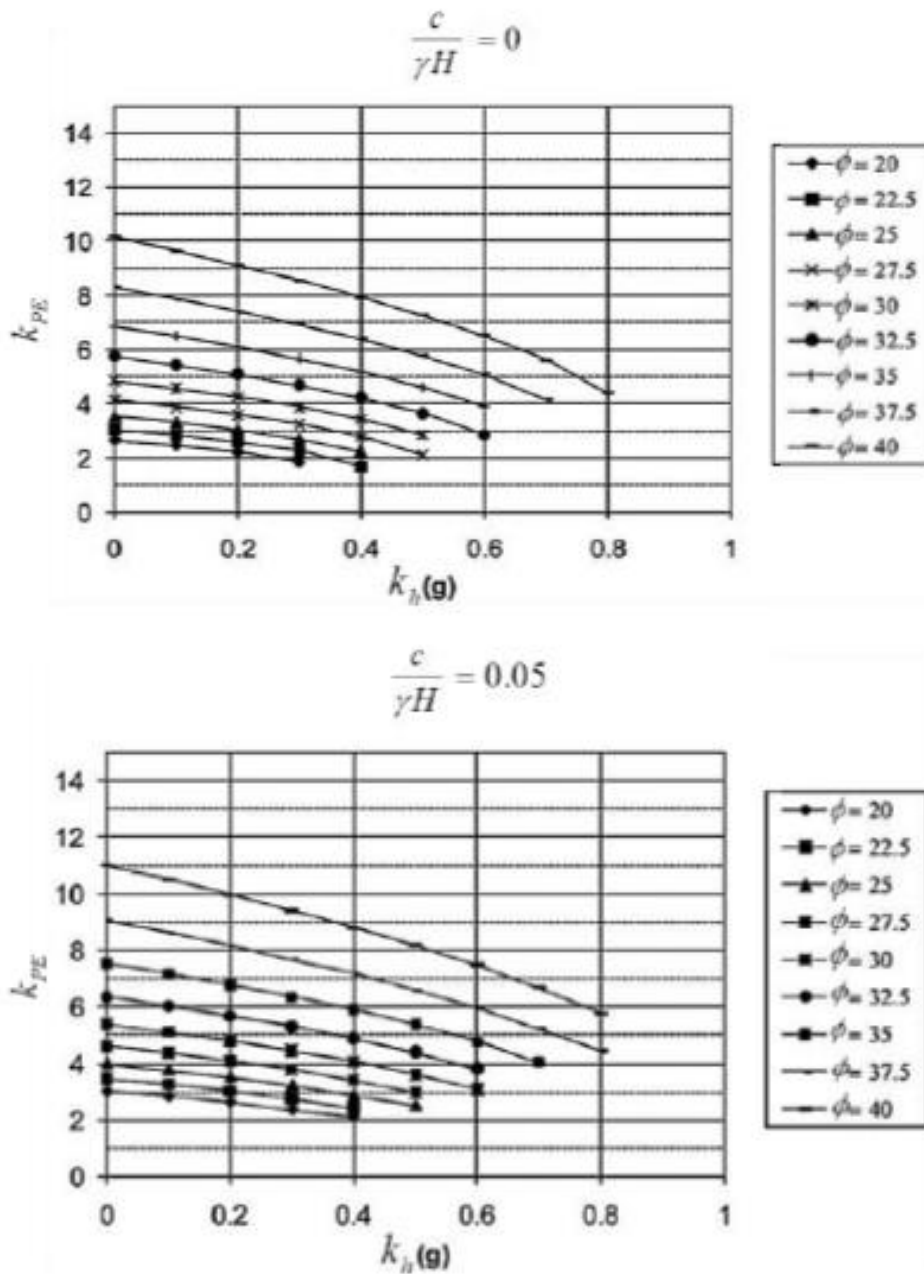 c
γH = 0
14
12
10
8
6
4
2
0
k_PE
0 0.2 0.4 0.6 0.8 1
k_h(g)
ϕ = 20
ϕ = 22.5
ϕ = 25
ϕ = 27.5
ϕ = 30
ϕ = 32.5
ϕ = 35
ϕ = 37.5
ϕ = 40
c
γH = 0.05
14
12
10
8
6
4
2
0
k_PE
0 0.2 0.4 0.6 0.8 1
k_h(g)
ϕ = 20
ϕ = 22.5
ϕ = 25
ϕ = 27.5
ϕ = 30
ϕ = 32.5
ϕ = 35
ϕ = 37.5
ϕ = 40